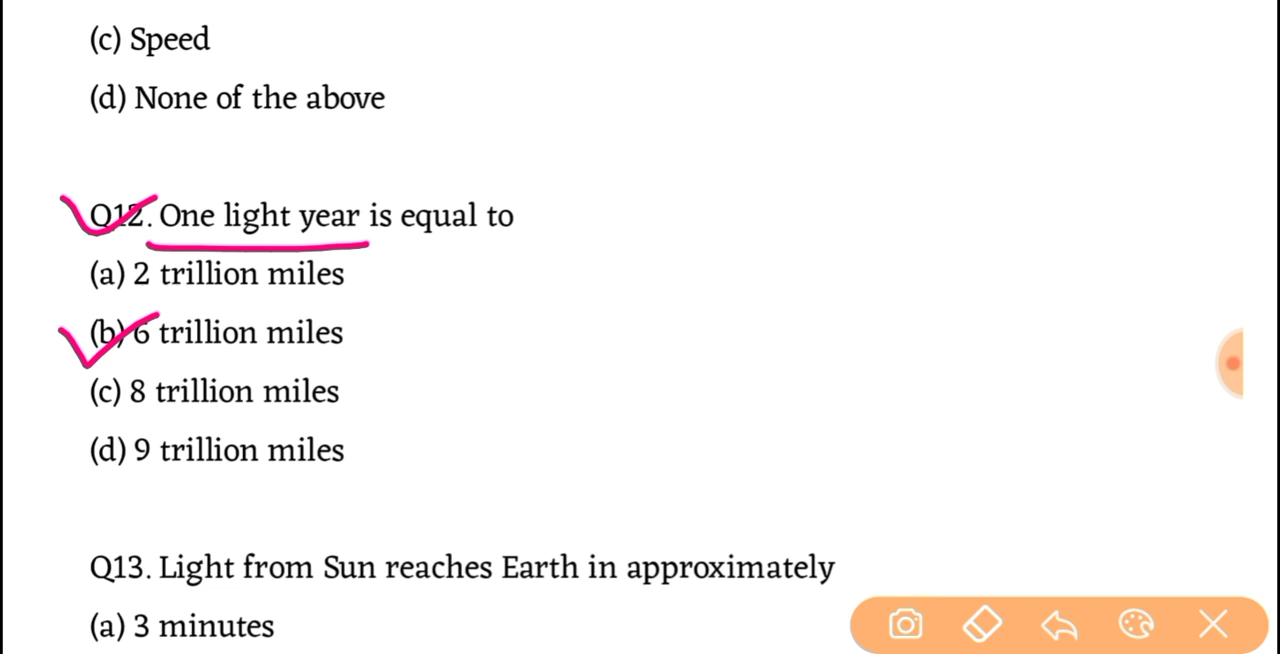 (c) Speed
(d) None of the above
Q12. One light year is equal to
(a) 2 trillion miles
(b) 6 trillion miles
(c) 8 trillion miles
(d) 9 trillion miles
Q13. Light from Sun reaches Earth in approximately
(a) 3 minutes